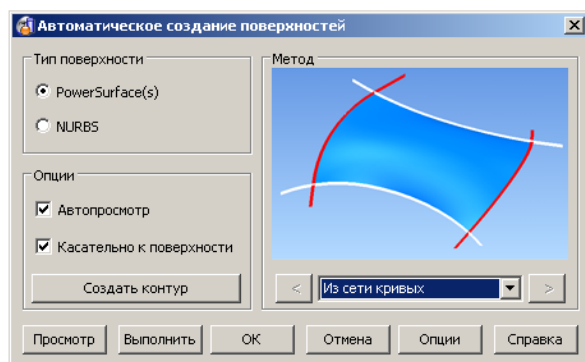 Автоматическое создание поверхностей
Тип поверхности
PowerSurface(s)
NURBS
Опции
Автопросмотр
Касательно к поверхности
Создать контур
Метод
<
Из сети кривых
>
Просмотр
Выполнить
ОК
Отмена
Опции
Справка